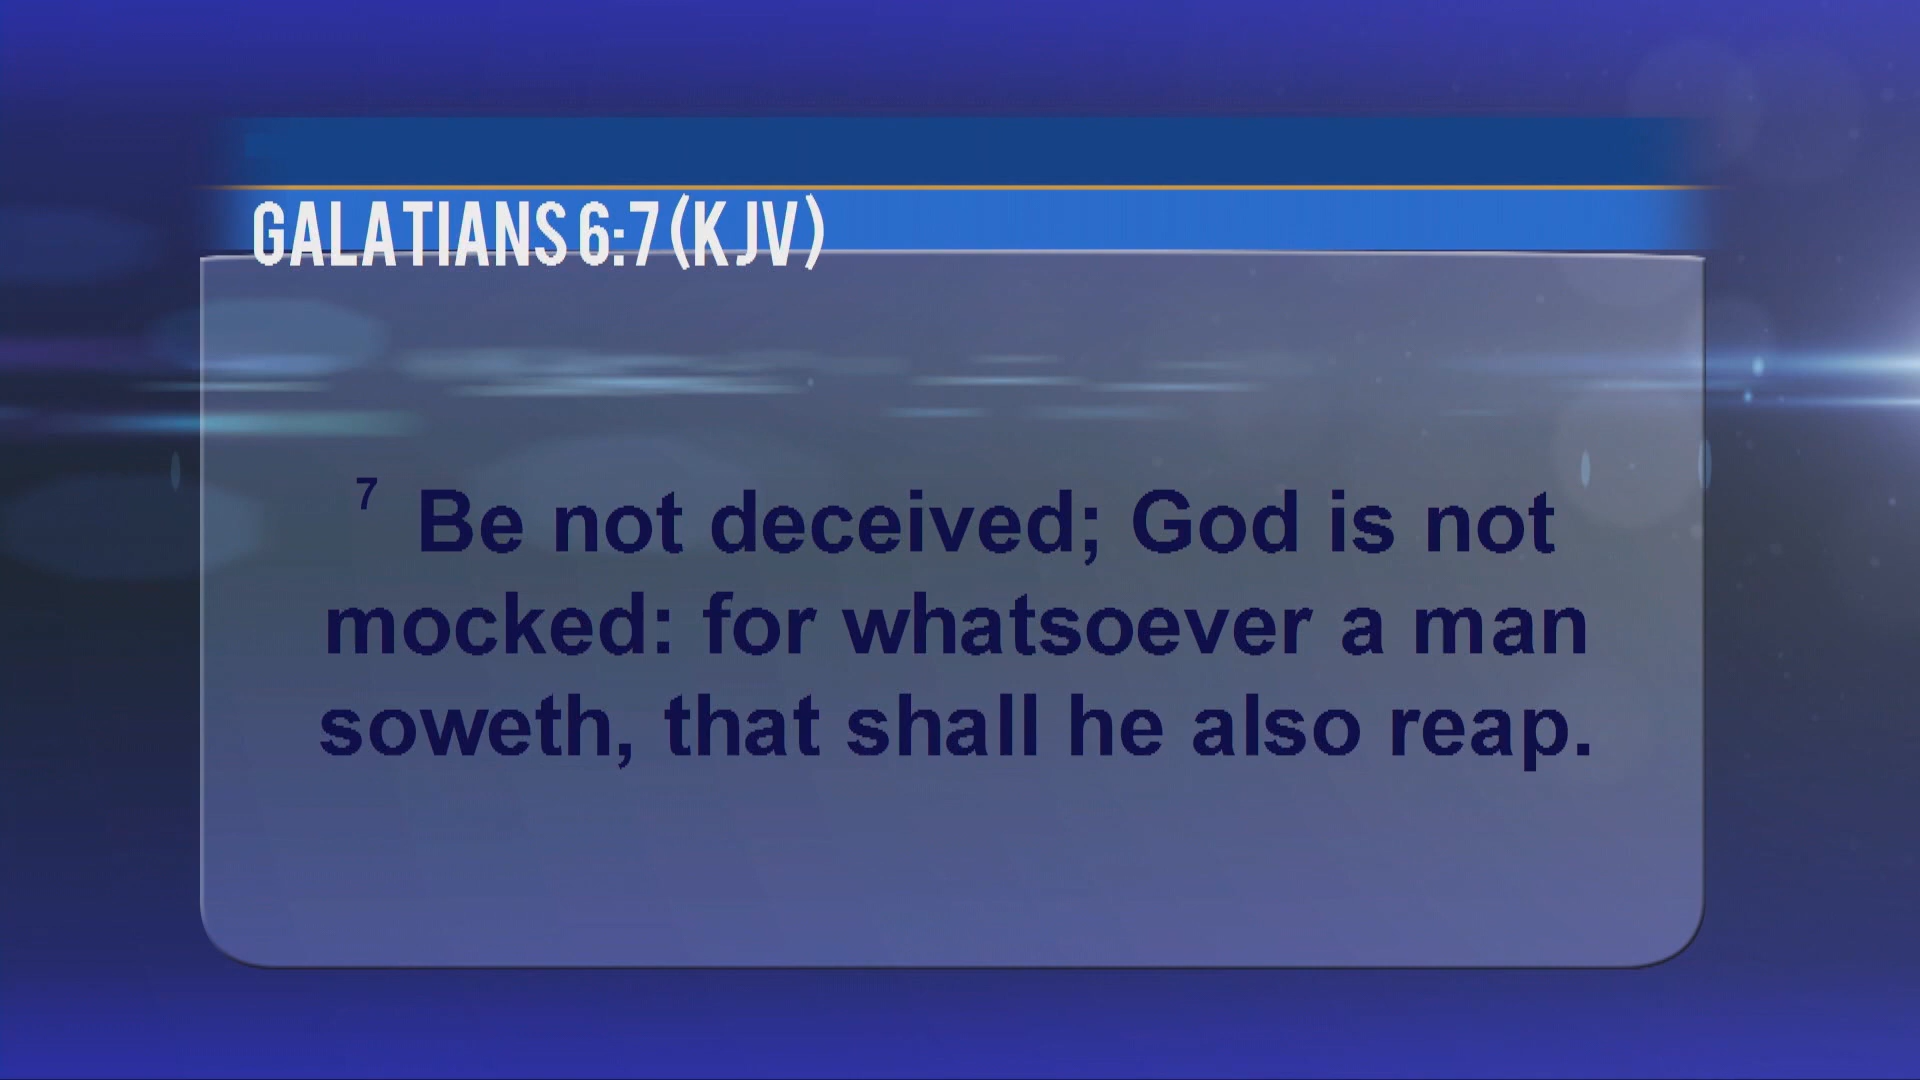 GALATIANS 6:7 (KJV)
7 Be not deceived; God is not
mocked: for whatsoever a man
soweth, that shall he also reap.